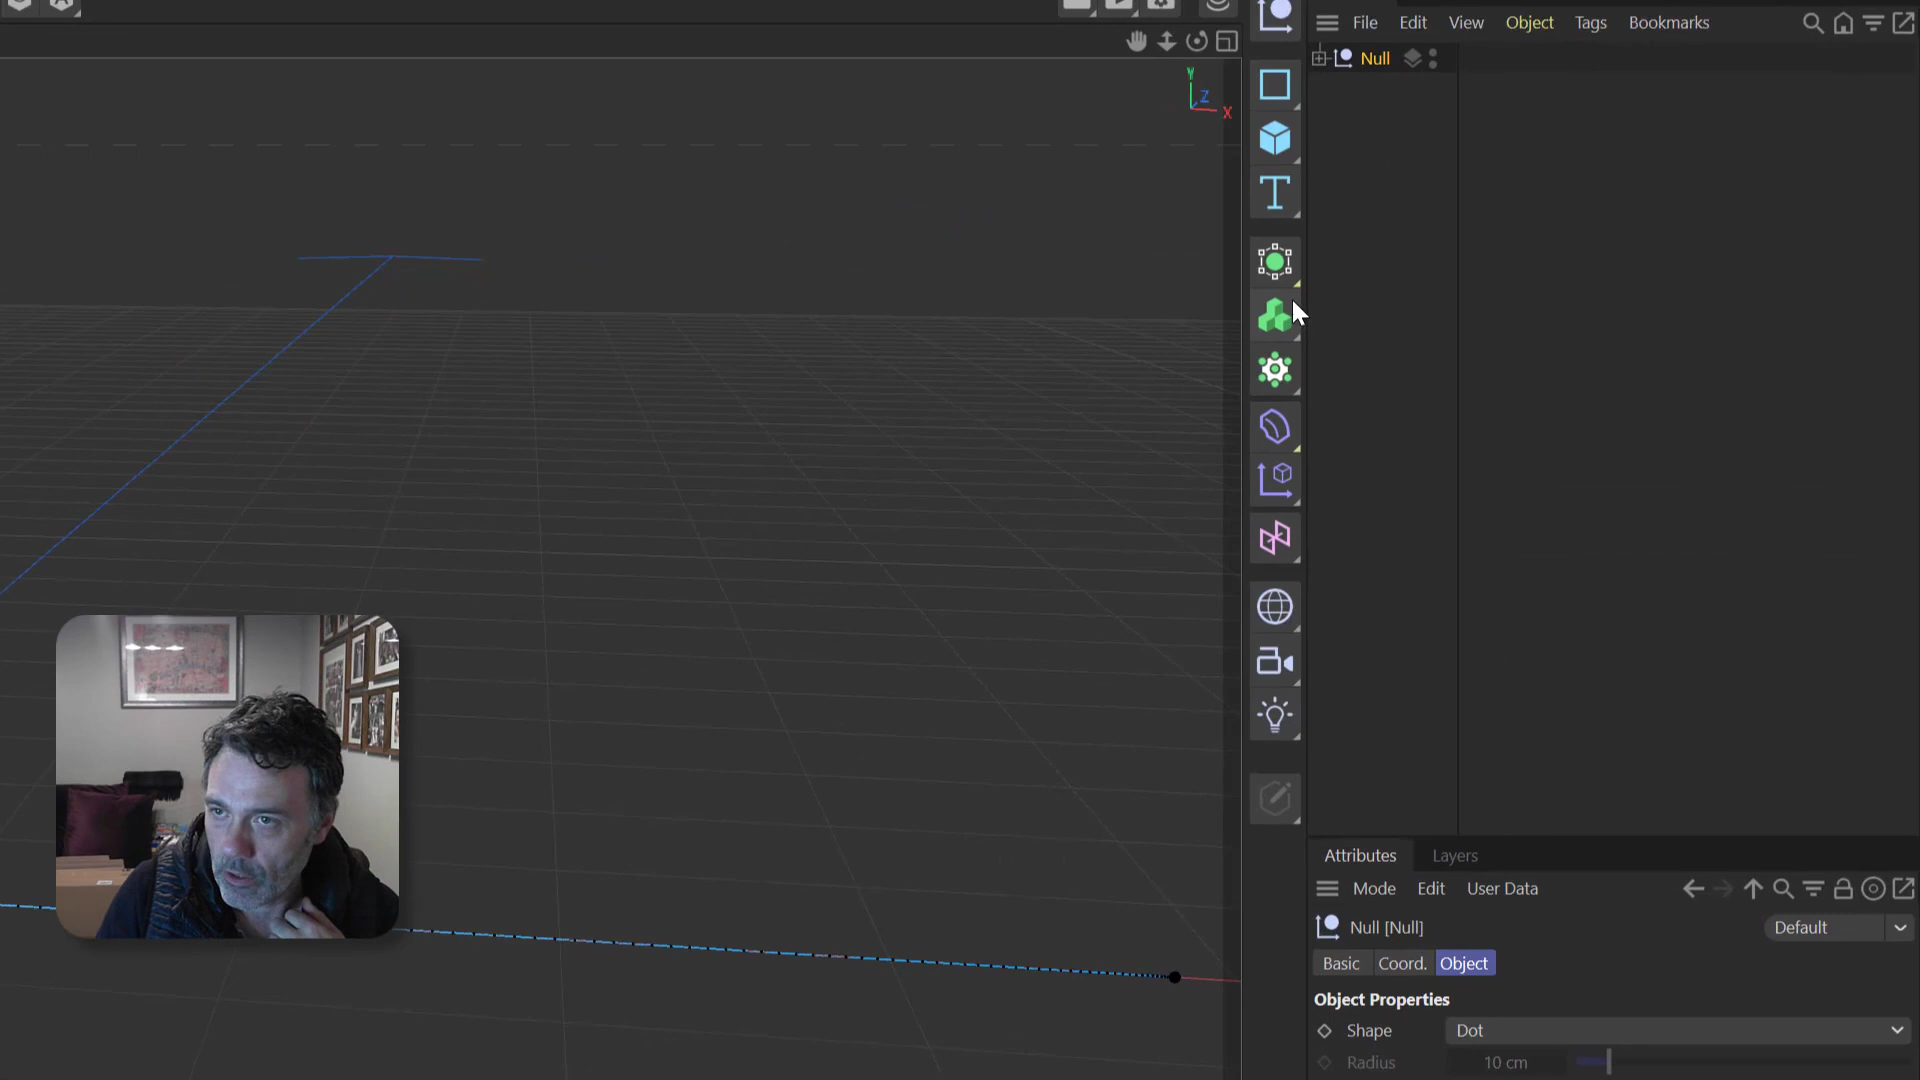 File Edit View Object Tags Bookmarks
Null
Y
Z
X
Attributes Layers
Mode Edit User Data
Null [Null] Default
Basic Coord. Object
Object Properties
Shape Dot
Radius 10 cm